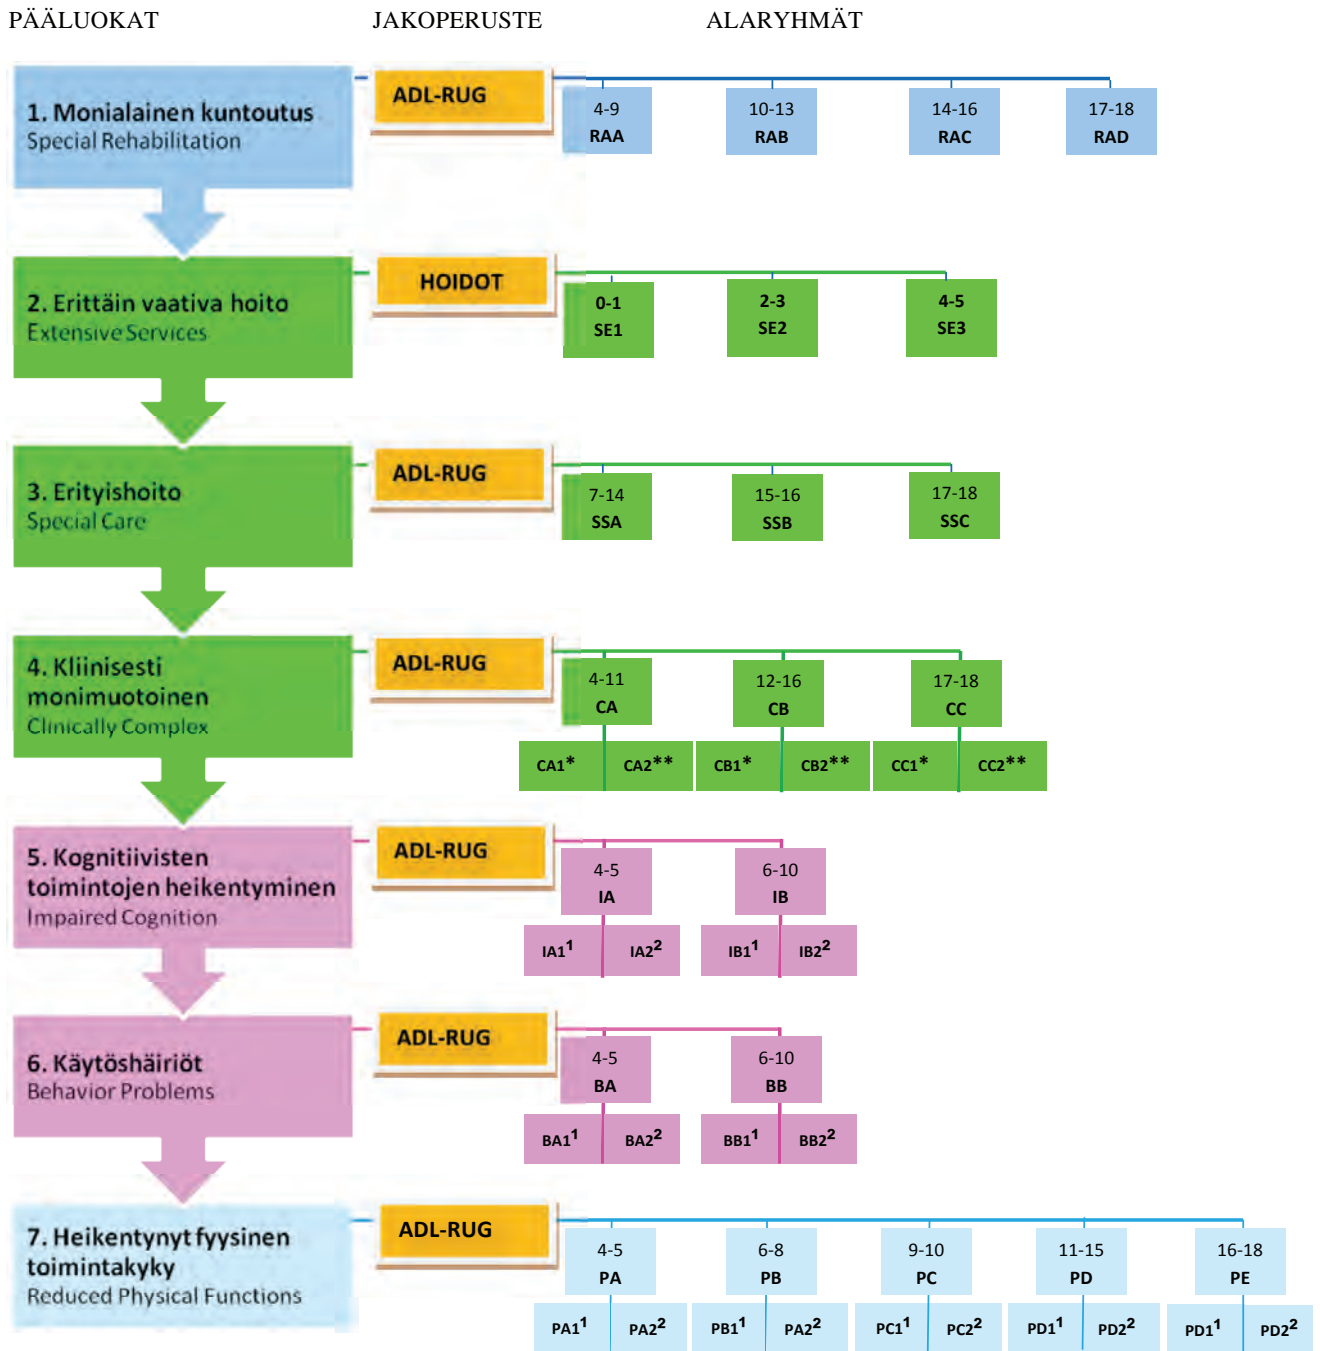 PÄÄLUOKAT JAKOPERUSTE ALARYHMÄT
1. Monialainen kuntoutus
Special Rehabilitation
ADL-RUG
4-9 10-13 14-16 17-18
RAA RAB RAC RAD
2. Erittäin vaativa hoito
Extensive Services
HOIDOT
0-1 2-3 4-5
SE1 SE2 SE3
3. Erityishoito
Special Care
ADL-RUG
7-14 15-16 17-18
SSA SSB SSC
4. Kliinisesti
monimuotoinen
Clinically Complex
ADL-RUG
4-11 12-16 17-18
CA CB CC
CA1* CA2** CB1* CB2** CC1* CC2**
5. Kognitiivisten
toimintojen heikentyminen
Impaired Cognition
ADL-RUG
4-5 6-10
IA IB
IA1¹ IA2² IB1¹ IB2²
6. Käytöshäiriöt
Behavior Problems
ADL-RUG
4-5 6-10
BA BB
BA1¹ BA2² BB1¹ BB2²
7. Heikentynyt fyysinen
toimintakyky
Reduced Physical Functions
ADL-RUG
4-5 6-8 9-10 11-15 16-18
PA PB PC PD PE
PA1¹ PA2² PB1¹ PA2² PC1¹ PC2² PD1¹ PD2² PD1¹ PD2²